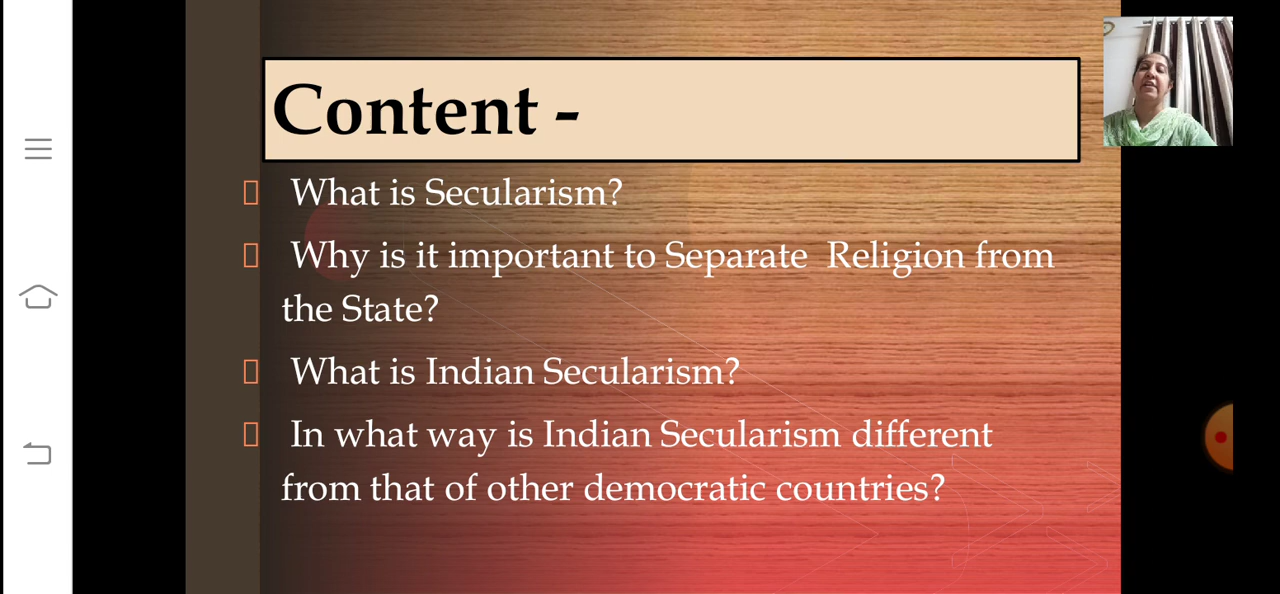 Content -
What is Secularism?
Why is it important to Separate Religion from
the State?
What is Indian Secularism?
In what way is Indian Secularism different
from that of other democratic countries?